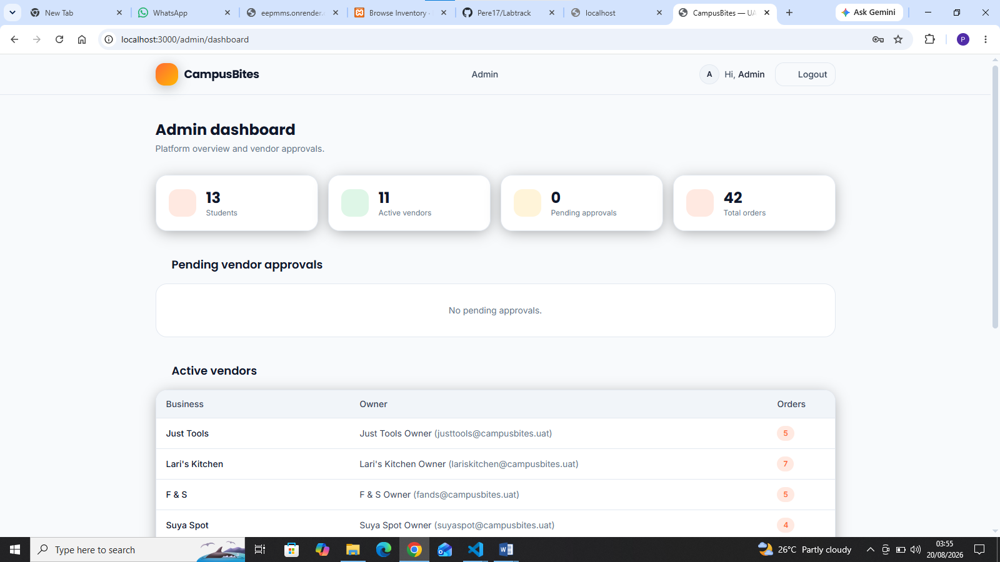 New Tab
WhatsApp
eepmms.onrender.
Browse Inventory -
Pere17/Labtrack
localhost
CampusBites — UA
Ask Gemini
localhost:3000/admin/dashboard
P
CampusBites
Admin
A
Hi, Admin
Logout
Admin dashboard
Platform overview and vendor approvals.
13
Students
11
Active vendors
0
Pending approvals
42
Total orders
Pending vendor approvals
No pending approvals.
Active vendors
Business Owner Orders
Just Tools Just Tools Owner (justtools@campusbites.uat) 5
Lari's Kitchen Lari's Kitchen Owner (lariskitchen@campusbites.uat) 7
F & S F & S Owner (fands@campusbites.uat) 5
Suya Spot Suya Spot Owner (suyaspot@campusbites.uat) 4
Type here to search
26°C Partly cloudy
03:55
20/08/2026